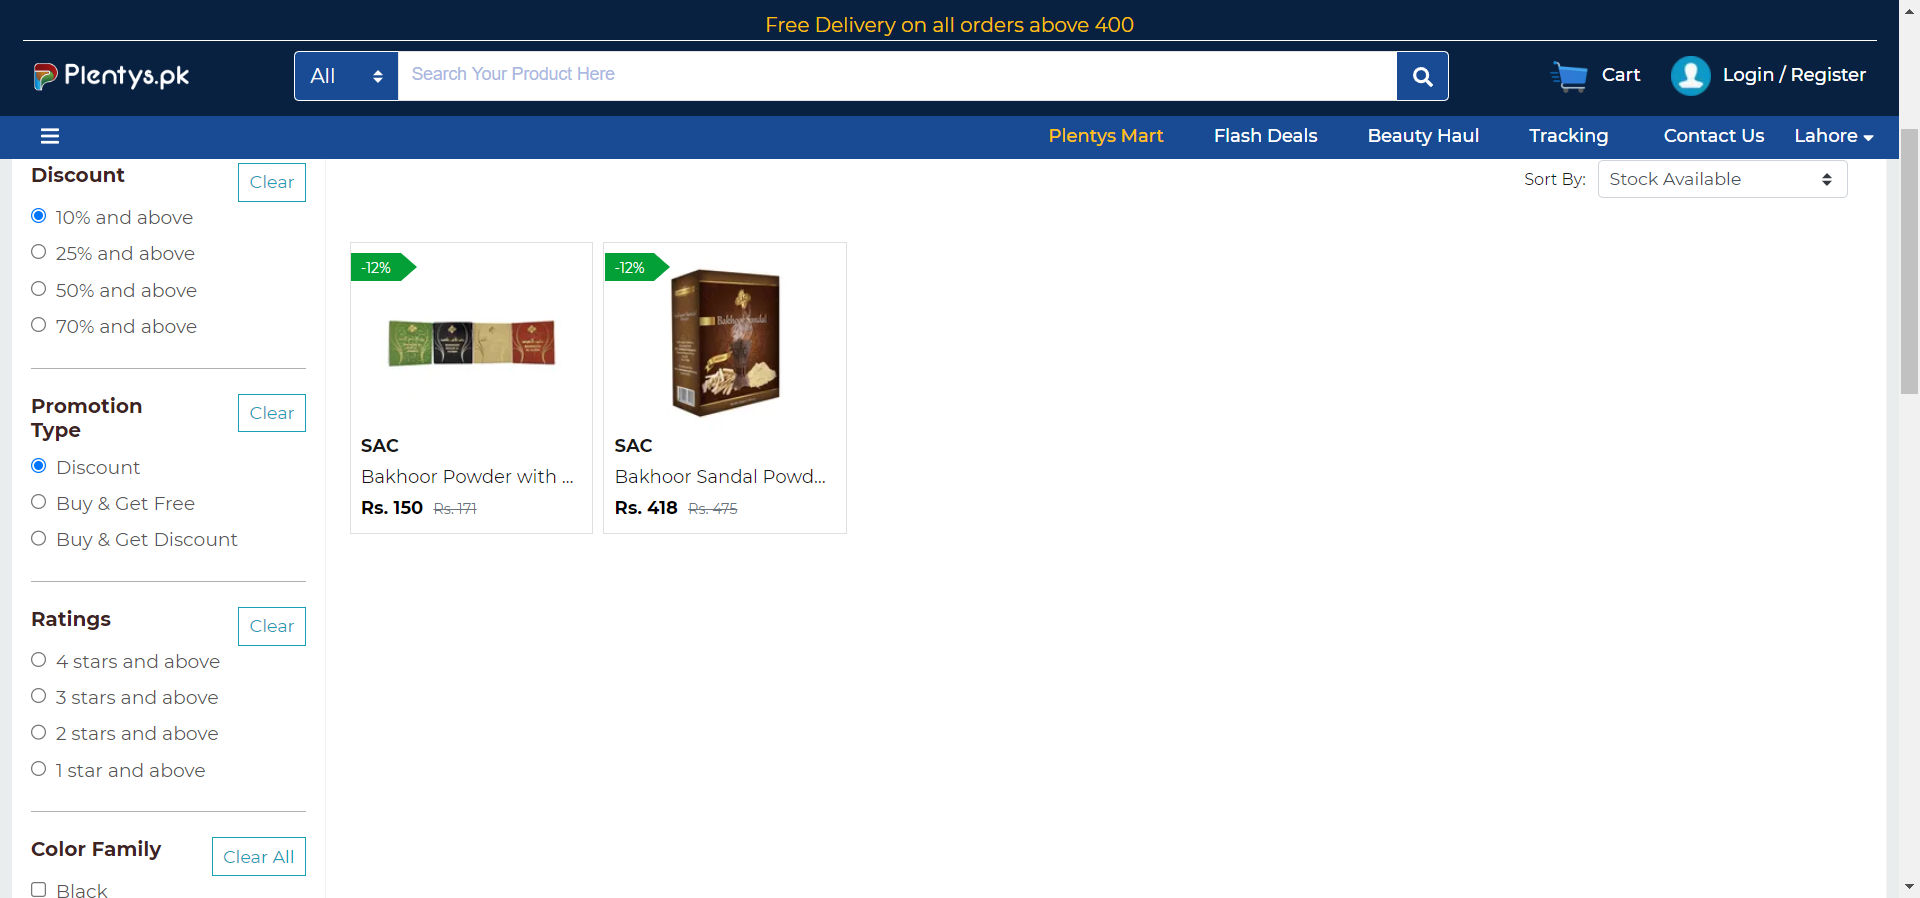 Free Delivery on all orders above 400
Plentys.pk
All
Search Your Product Here
Cart
Login / Register
Plentys Mart
Flash Deals
Beauty Haul
Tracking
Contact Us
Lahore
Discount
Clear
10% and above
25% and above
50% and above
70% and above
Promotion
Type
Clear
Discount
Buy & Get Free
Buy & Get Discount
Ratings
Clear
4 stars and above
3 stars and above
2 stars and above
1 star and above
Color Family
Clear All
Black
Sort By:
Stock Available
-12%
SAC
Bakhoor Powder with ...
Rs. 150 Rs. 171
-12%
Bakhoor Sandal
SAC
Bakhoor Sandal Powd...
Rs. 418 Rs. 475